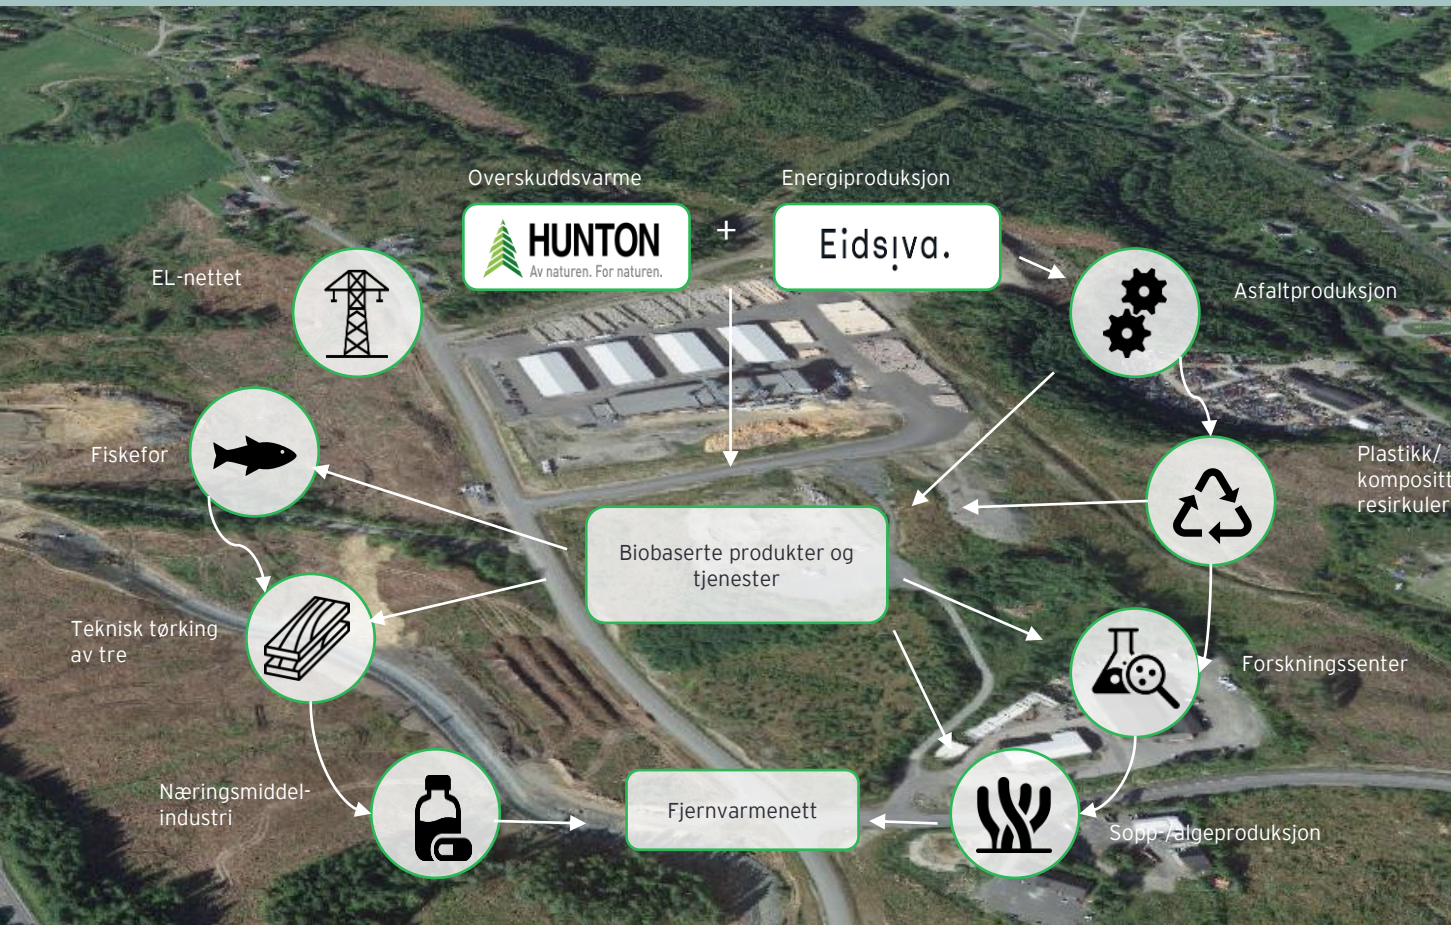 Overskuddsvarme
Energiproduksjon
HUNTON
Av naturen. For naturen.
+
Eidsiva.
EL-nettet
Asfaltproduksjon
Fiskefor
Plastikk/
kompositt
resirkuler
Biobaserte produkter og
tjenester
Teknisk tørking
av tre
Forskningssenter
Næringsmiddel-
industri
Fjernvarmenett
Sopp-/algeproduksjon